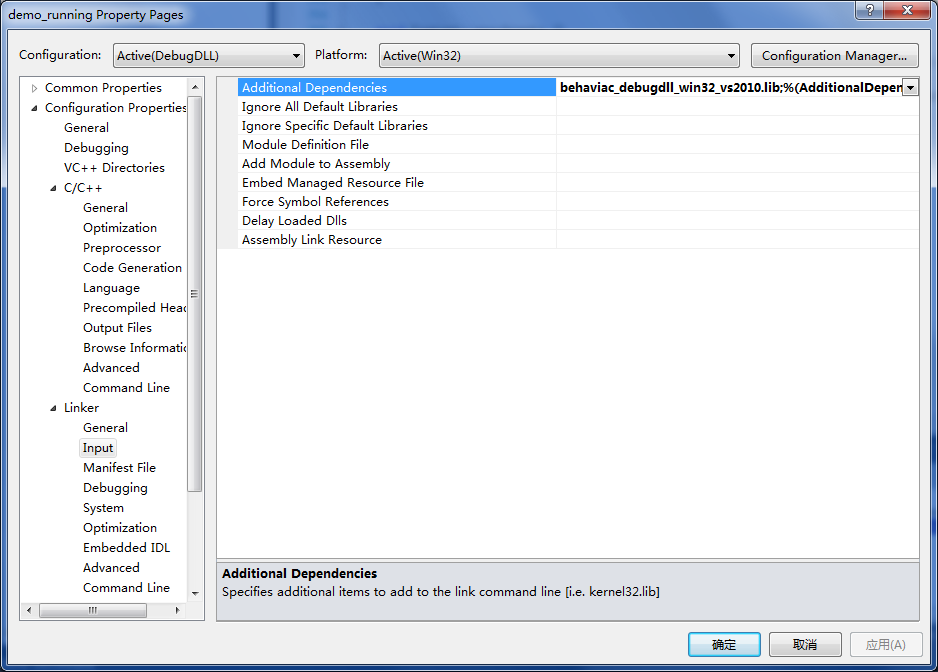 demo_running Property Pages
Configuration: Active(DebugDLL) Platform: Active(Win32) Configuration Manager...
Common Properties
Configuration Properties
General
Debugging
VC++ Directories
C/C++
General
Optimization
Preprocessor
Code Generation
Language
Precompiled Head
Output Files
Browse Informatic
Advanced
Command Line
Linker
General
Input
Manifest File
Debugging
System
Optimization
Embedded IDL
Advanced
Command Line
Additional Dependencies behaviac_debugdll_win32_vs2010.lib;%(AdditionalDepen
Ignore All Default Libraries
Ignore Specific Default Libraries
Module Definition File
Add Module to Assembly
Embed Managed Resource File
Force Symbol References
Delay Loaded Dlls
Assembly Link Resource
Additional Dependencies
Specifies additional items to add to the link command line [i.e. kernel32.lib]
确定 取消 应用(A)